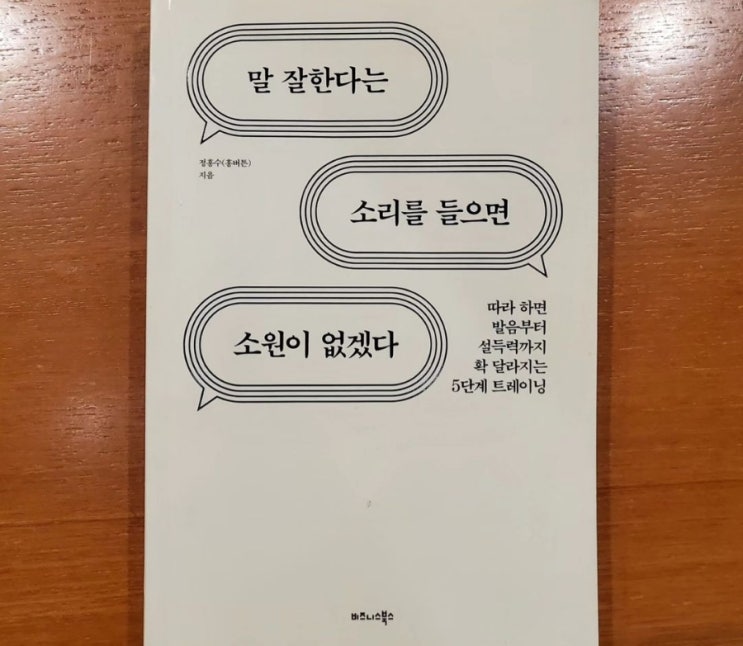 말 잘한다는
정흥수(흥버튼)
지음
소리를 들으면
소원이 없겠다
따라 하면
발음부터
설득력까지
확 달라지는
5단계 트레이닝
비즈니스북스